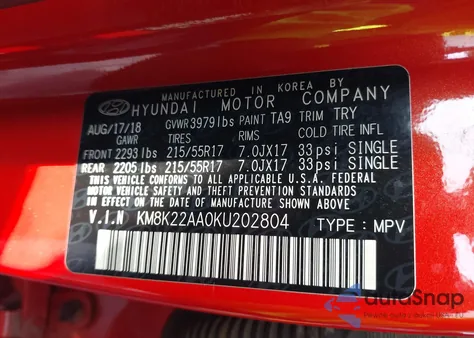 MANUFACTURED IN KOREA BY
HYUNDAI MOTOR COMPANY
AUG/17/18 GVWR 3979lbs PAINT TA9 TRIM TRY
GAWR TIRES RIMS COLD TIRE INFL
FRONT 2293lbs 215/55R17 7.0JX17 33psi SINGLE
REAR 2205lbs 215/55R17 7.0JX17 33psi SINGLE
THIS VEHICLE CONFORMS TO ALL APPLICABLE U.S.A. FEDERAL
MOTOR VEHICLE SAFETY AND THEFT PREVENTION STANDARDS
IN EFFECT ON THE DATE OF MANUFACTURE SHOWN ABOVE.
V.I.N KM8K22AA0KU202804 TYPE : MPV
autoSnap